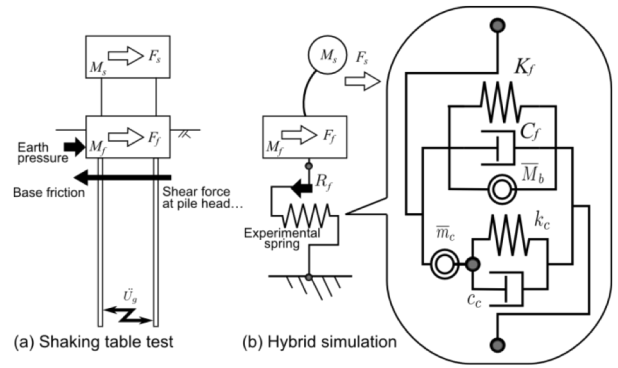 M_s
F_s
M_f
F_f
Earth
pressure
Base friction
Shear force
at pile head…
Ü_g
(a) Shaking table test
M_s
F_s
M_f
F_f
R_f
Experimental
spring
(b) Hybrid simulation
K_f
C_f
M̅_b
m̅_c
k_c
c_c